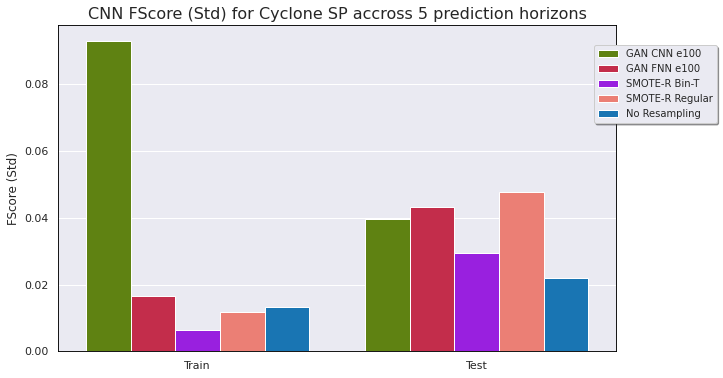 CNN FScore (Std) for Cyclone SP accross 5 prediction horizons
GAN CNN e100
GAN FNN e100
SMOTE-R Bin-T
SMOTE-R Regular
No Resampling
FScore (Std)
0.08
0.06
0.04
0.02
0.00
Train
Test